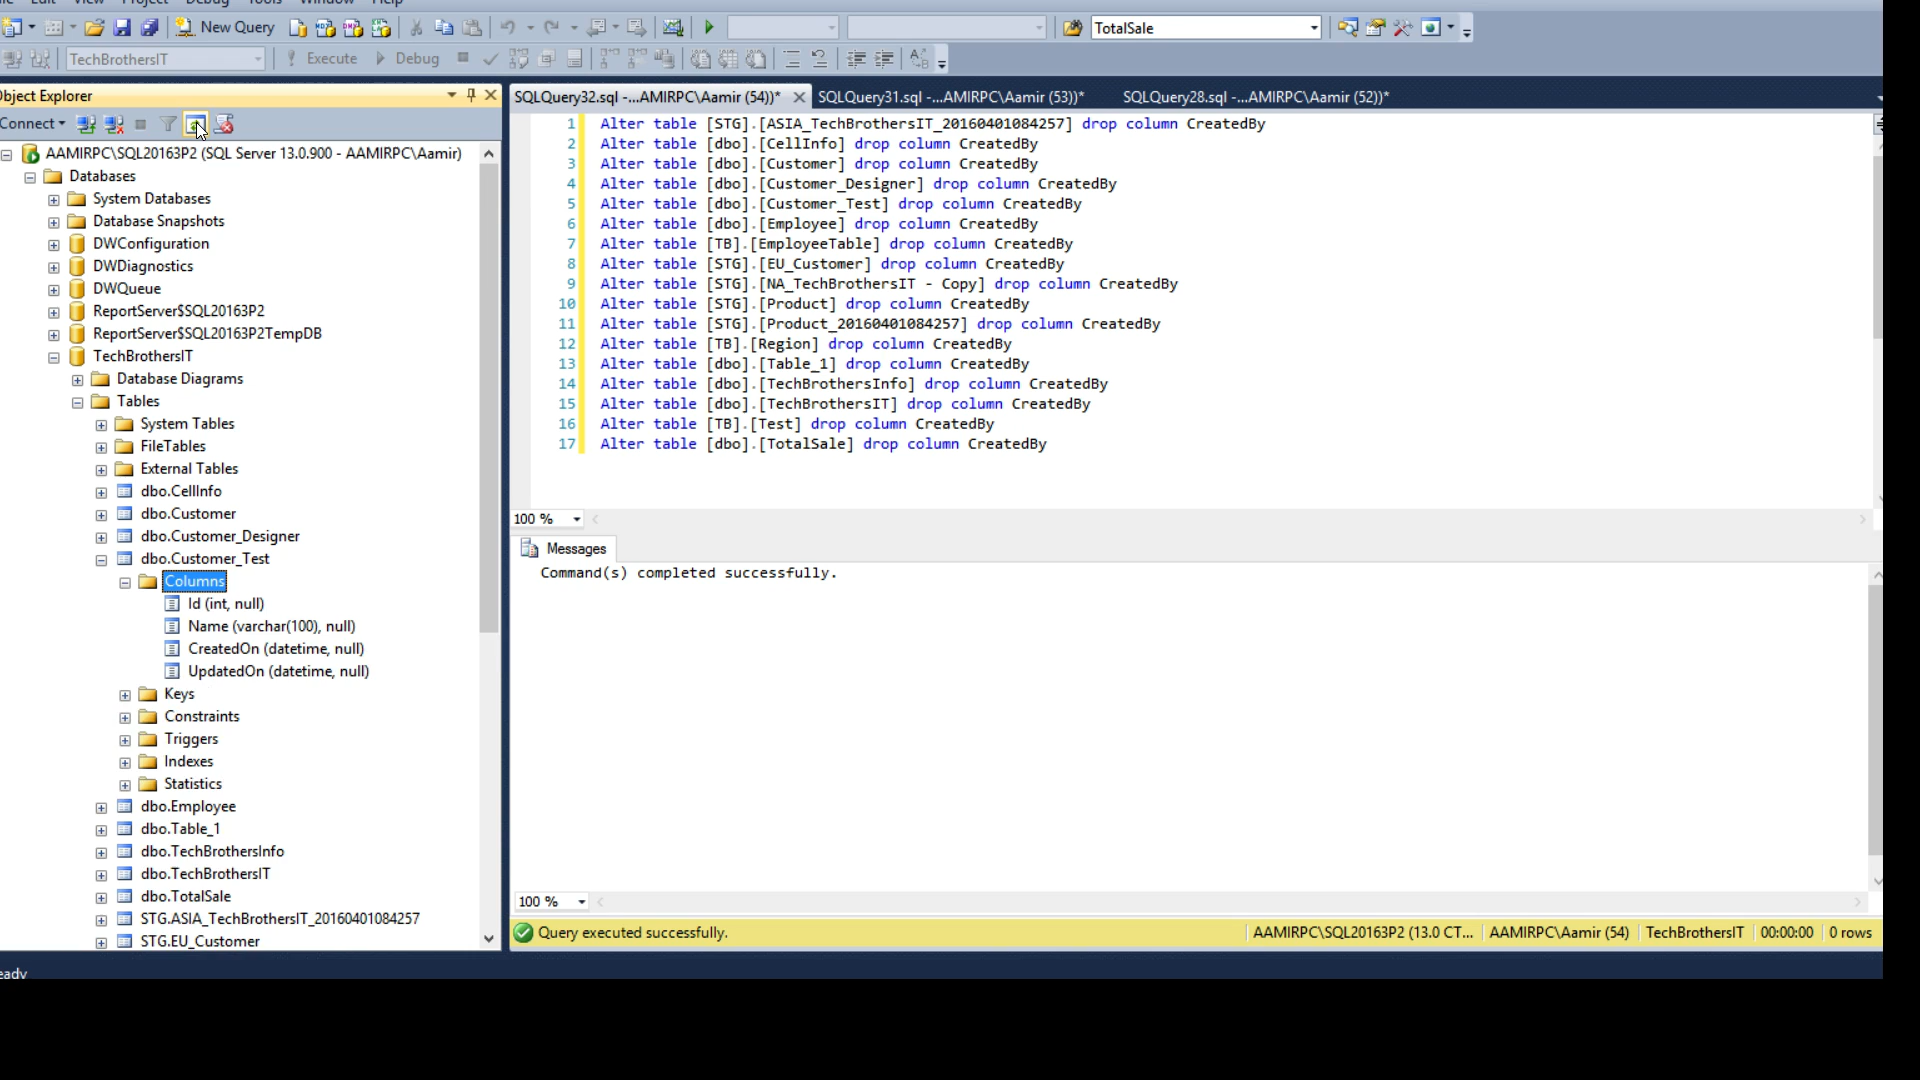 Edit View Project Debug Tools Window Help
New Query
TotalSale
TechBrothersIT
Execute
Debug
Object Explorer
Connect
AAMIRPC\SQL20163P2 (SQL Server 13.0.900 - AAMIRPC\Aamir)
Databases
System Databases
Database Snapshots
DWConfiguration
DWDiagnostics
DWQueue
ReportServer$SQL20163P2
ReportServer$SQL20163P2TempDB
TechBrothersIT
Database Diagrams
Tables
System Tables
FileTables
External Tables
dbo.CellInfo
dbo.Customer
dbo.Customer_Designer
dbo.Customer_Test
Columns
Id (int, null)
Name (varchar(100), null)
CreatedOn (datetime, null)
UpdatedOn (datetime, null)
Keys
Constraints
Triggers
Indexes
Statistics
dbo.Employee
dbo.Table_1
dbo.TechBrothersInfo
dbo.TechBrothersIT
dbo.TotalSale
STG.ASIA_TechBrothersIT_20160401084257
STG.EU_Customer
SQLQuery32.sql -...AMIRPC\Aamir (54))* SQLQuery31.sql -...AMIRPC\Aamir (53))* SQLQuery28.sql -...AMIRPC\Aamir (52))*
1 Alter table [STG].[ASIA_TechBrothersIT_20160401084257] drop column CreatedBy
2 Alter table [dbo].[CellInfo] drop column CreatedBy
3 Alter table [dbo].[Customer] drop column CreatedBy
4 Alter table [dbo].[Customer_Designer] drop column CreatedBy
5 Alter table [dbo].[Customer_Test] drop column CreatedBy
6 Alter table [dbo].[Employee] drop column CreatedBy
7 Alter table [TB].[EmployeeTable] drop column CreatedBy
8 Alter table [STG].[EU_Customer] drop column CreatedBy
9 Alter table [STG].[NA_TechBrothersIT - Copy] drop column CreatedBy
10 Alter table [STG].[Product] drop column CreatedBy
11 Alter table [STG].[Product_20160401084257] drop column CreatedBy
12 Alter table [TB].[Region] drop column CreatedBy
13 Alter table [dbo].[Table_1] drop column CreatedBy
14 Alter table [dbo].[TechBrothersInfo] drop column CreatedBy
15 Alter table [dbo].[TechBrothersIT] drop column CreatedBy
16 Alter table [TB].[Test] drop column CreatedBy
17 Alter table [dbo].[TotalSale] drop column CreatedBy
100 %
Messages
Command(s) completed successfully.
100 %
Query executed successfully. AAMIRPC\SQL20163P2 (13.0 CT... AAMIRPC\Aamir (54) TechBrothersIT 00:00:00 0 rows
eady